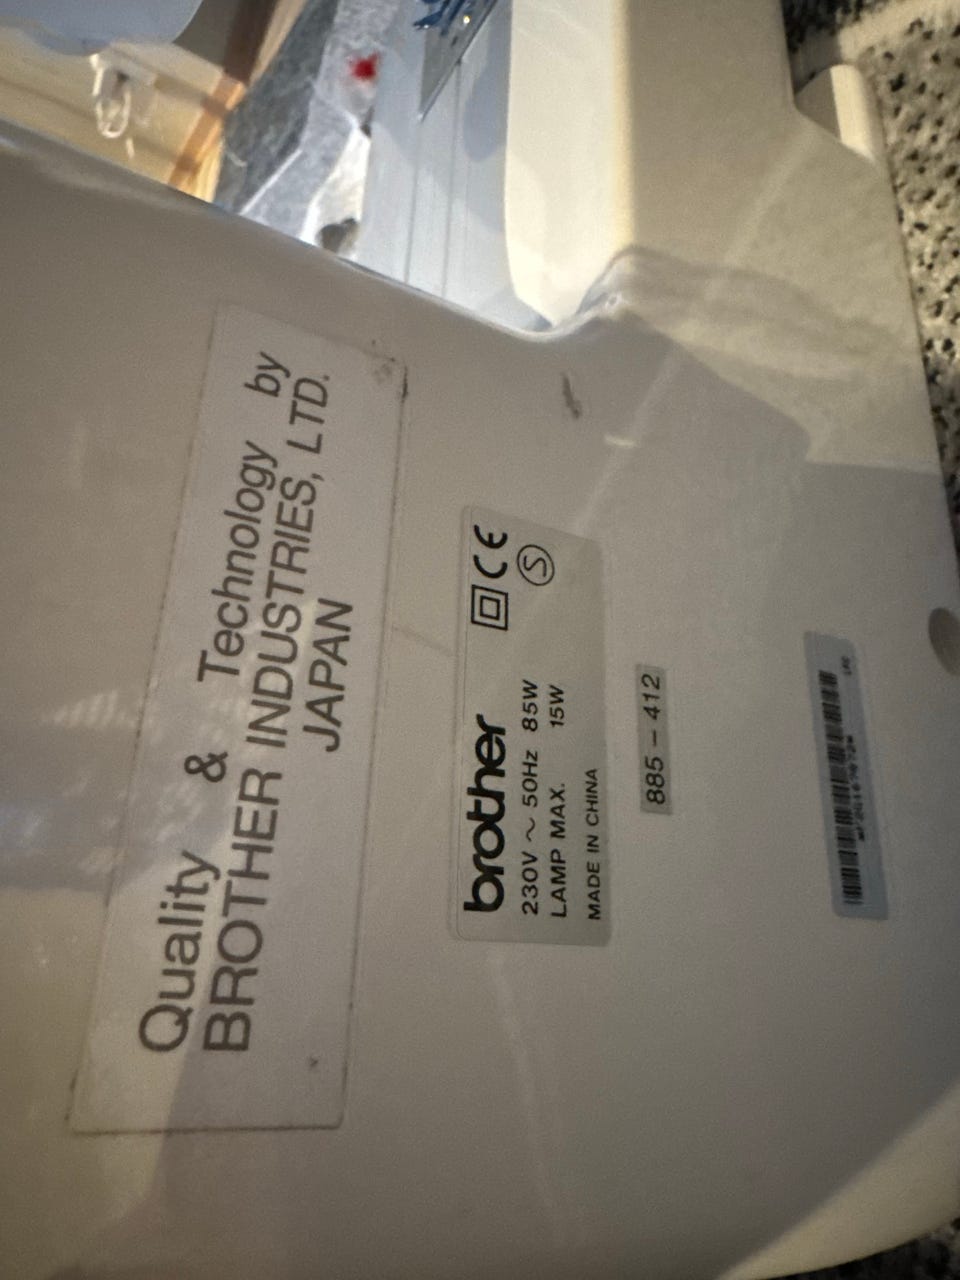 Quality & Technology by
BROTHER INDUSTRIES, LTD.
JAPAN
brother
230V ~ 50Hz 85W
LAMP MAX. 15W
MADE IN CHINA
CE
S
885-412